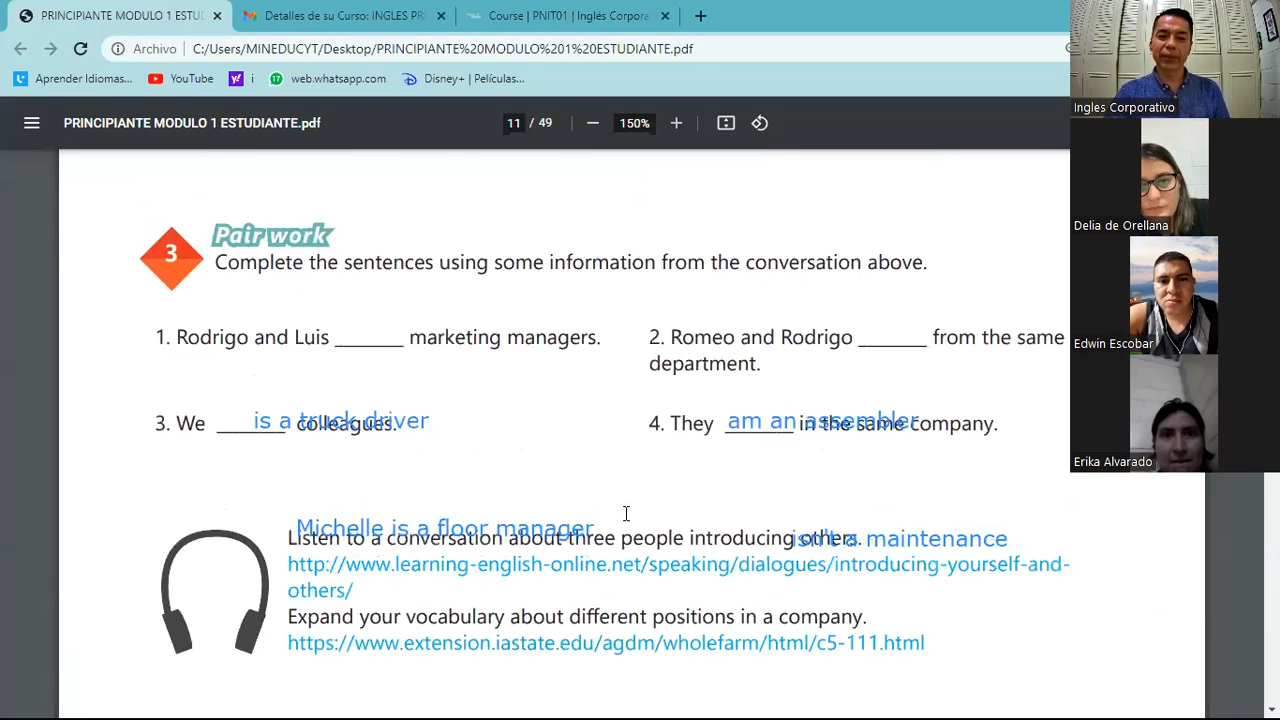 PRINCIPIANTE MODULO 1 ESTUD
Detalles de su Curso: INGLES PRI
Course | PNIT01 | Inglés Corpora
Archivo
C:/Users/MINEDUCYT/Desktop/PRINCIPIANTE%20MODULO%201%20ESTUDIANTE.pdf
Aprender Idiomas...
YouTube
i
web.whatsapp.com
Disney+ | Películas...
PRINCIPIANTE MODULO 1 ESTUDIANTE.pdf
11 / 49
150%
Ingles Corporativo
Delia de Orellana
Edwin Escobar
Erika Alvarado
3
Pair work
Complete the sentences using some information from the conversation above.
1. Rodrigo and Luis _______ marketing managers.
2. Romeo and Rodrigo _______ from the same
department.
3. We _______ colleagues.
is a truck driver
4. They _______ in the same company.
am an assembler
Michelle is a floor manager
Listen to a conversation about three people introducing others.
isn't a maintenance
http://www.learning-english-online.net/speaking/dialogues/introducing-yourself-and-
others/
Expand your vocabulary about different positions in a company.
https://www.extension.iastate.edu/agdm/wholefarm/html/c5-111.html